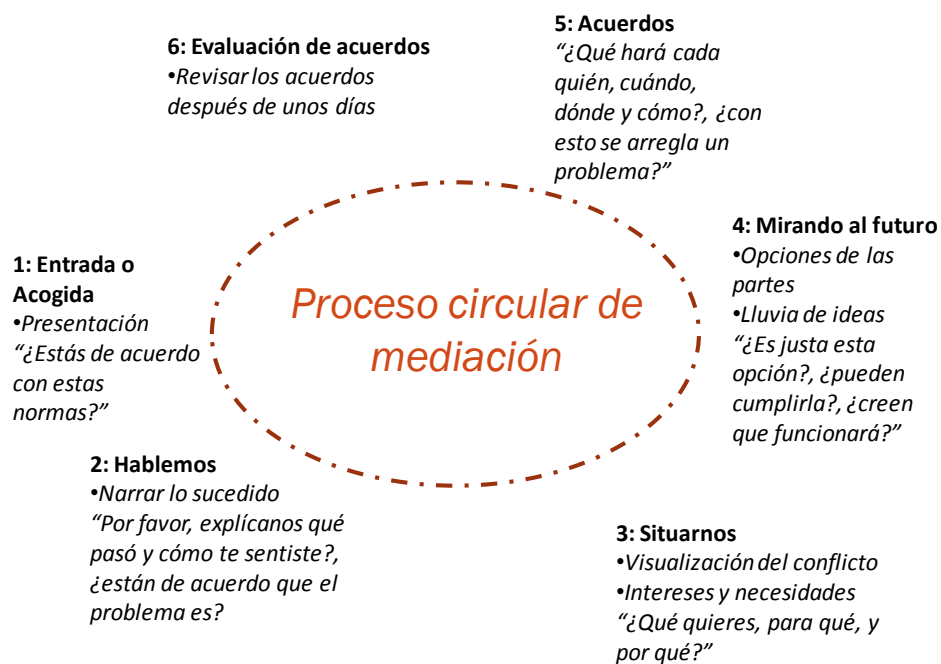 5: Acuerdos
“¿Qué hará cada
quién, cuándo,
dónde y cómo?, ¿con
esto se arregla un
problema?”
6: Evaluación de acuerdos
•Revisar los acuerdos
después de unos días
4: Mirando al futuro
•Opciones de las
partes
•Lluvia de ideas
“¿Es justa esta
opción?, ¿pueden
cumplirla?, ¿creen
que funcionará?”
1: Entrada o
Acogida
•Presentación
“¿Estás de acuerdo
con estas
normas?”
Proceso circular de
mediación
2: Hablemos
•Narrar lo sucedido
“Por favor, explícanos qué
pasó y cómo te sentiste?,
¿están de acuerdo que el
problema es?
3: Situarnos
•Visualización del conflicto
•Intereses y necesidades
“¿Qué quieres, para qué, y
por qué?”